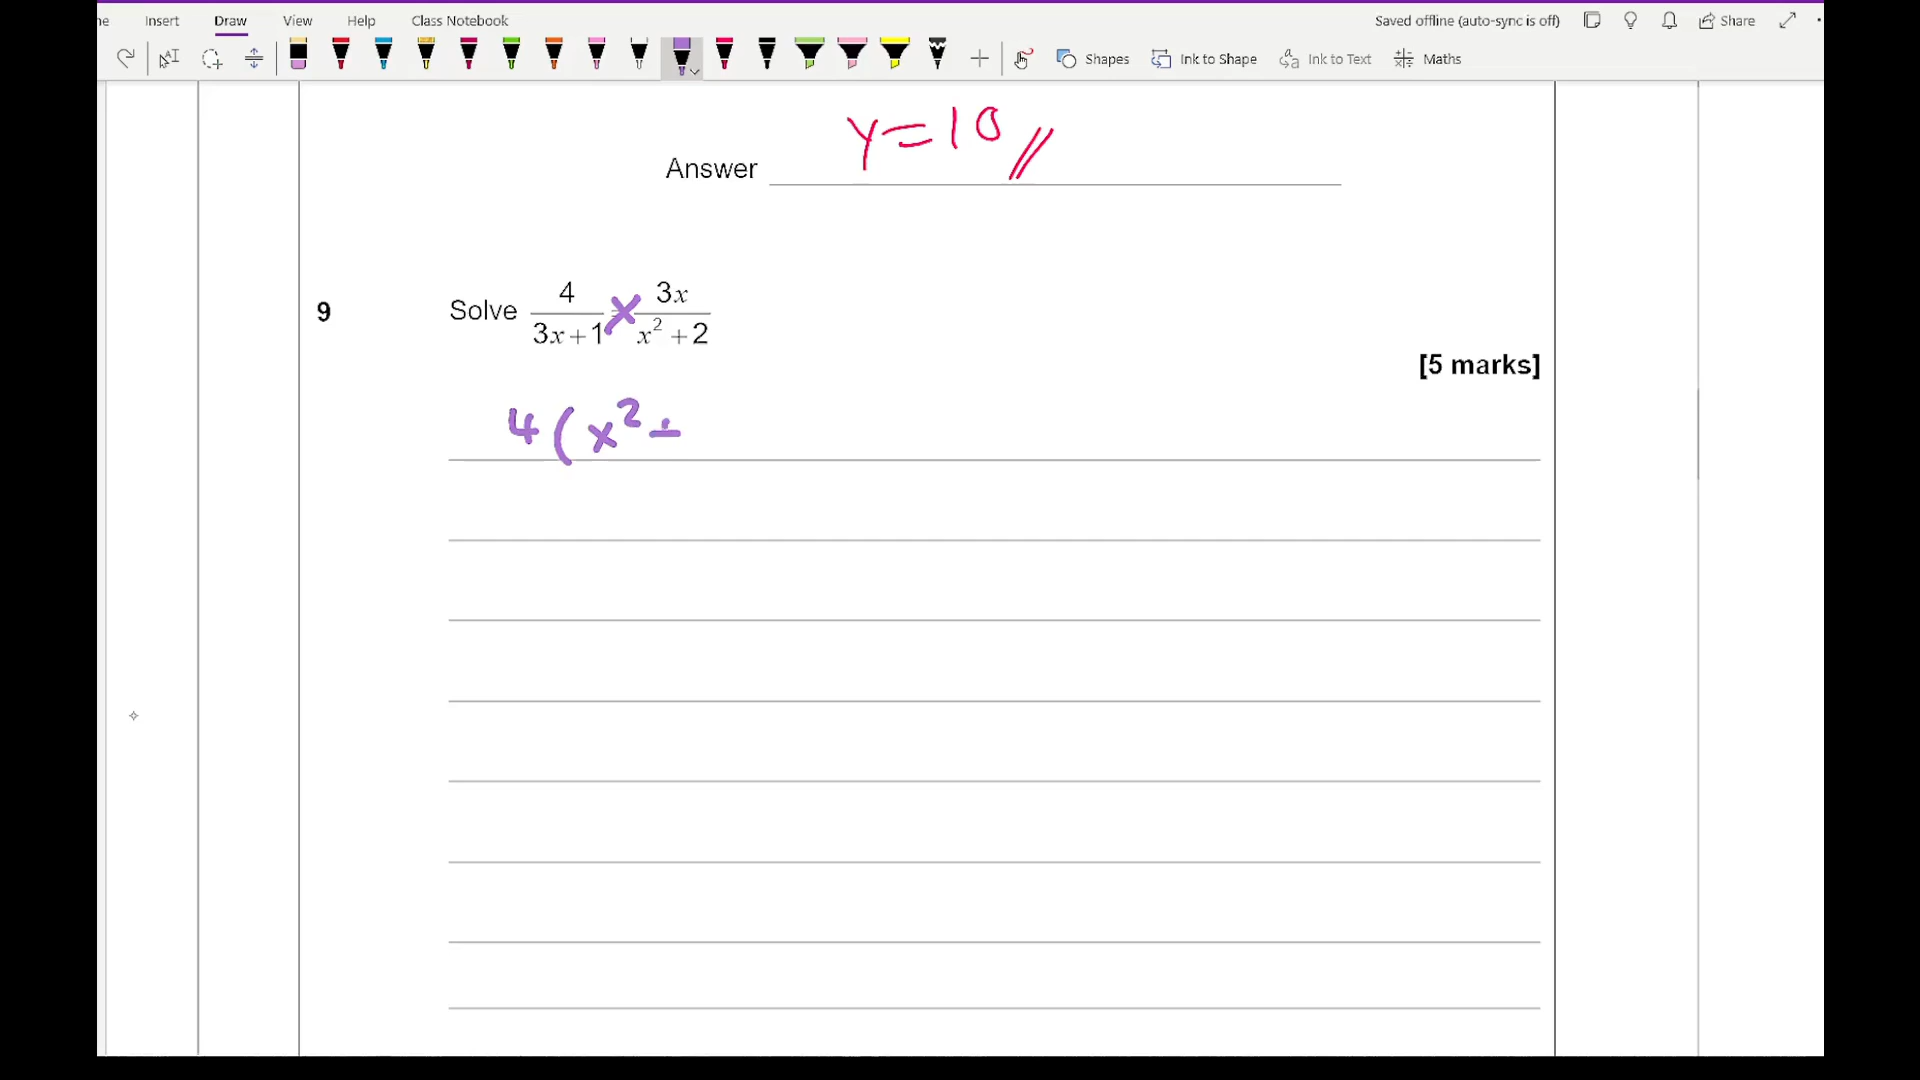 ne Insert Draw View Help Class Notebook Saved offline (auto-sync is off) Share
Shapes Ink to Shape Ink to Text Maths
y=10
Answer
9 Solve 4/(3x+1) × 3x/(x²+2)
[5 marks]
4(x²+